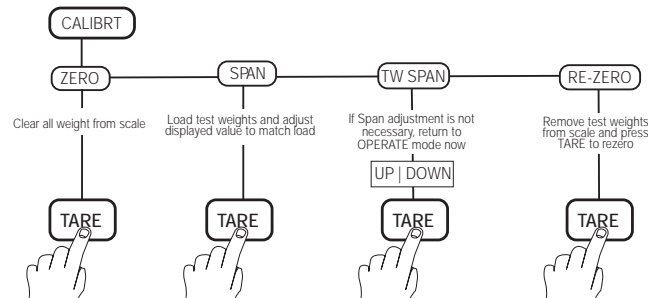 CALIBRT
ZERO
SPAN
TW SPAN
RE-ZERO
Clear all weight from scale
Load test weights and adjust
displayed value to match load
If Span adjustment is not
necessary, return to
OPERATE mode now
Remove test weights
from scale and press
TARE to rezero
UP | DOWN
TARE
TARE
TARE
TARE